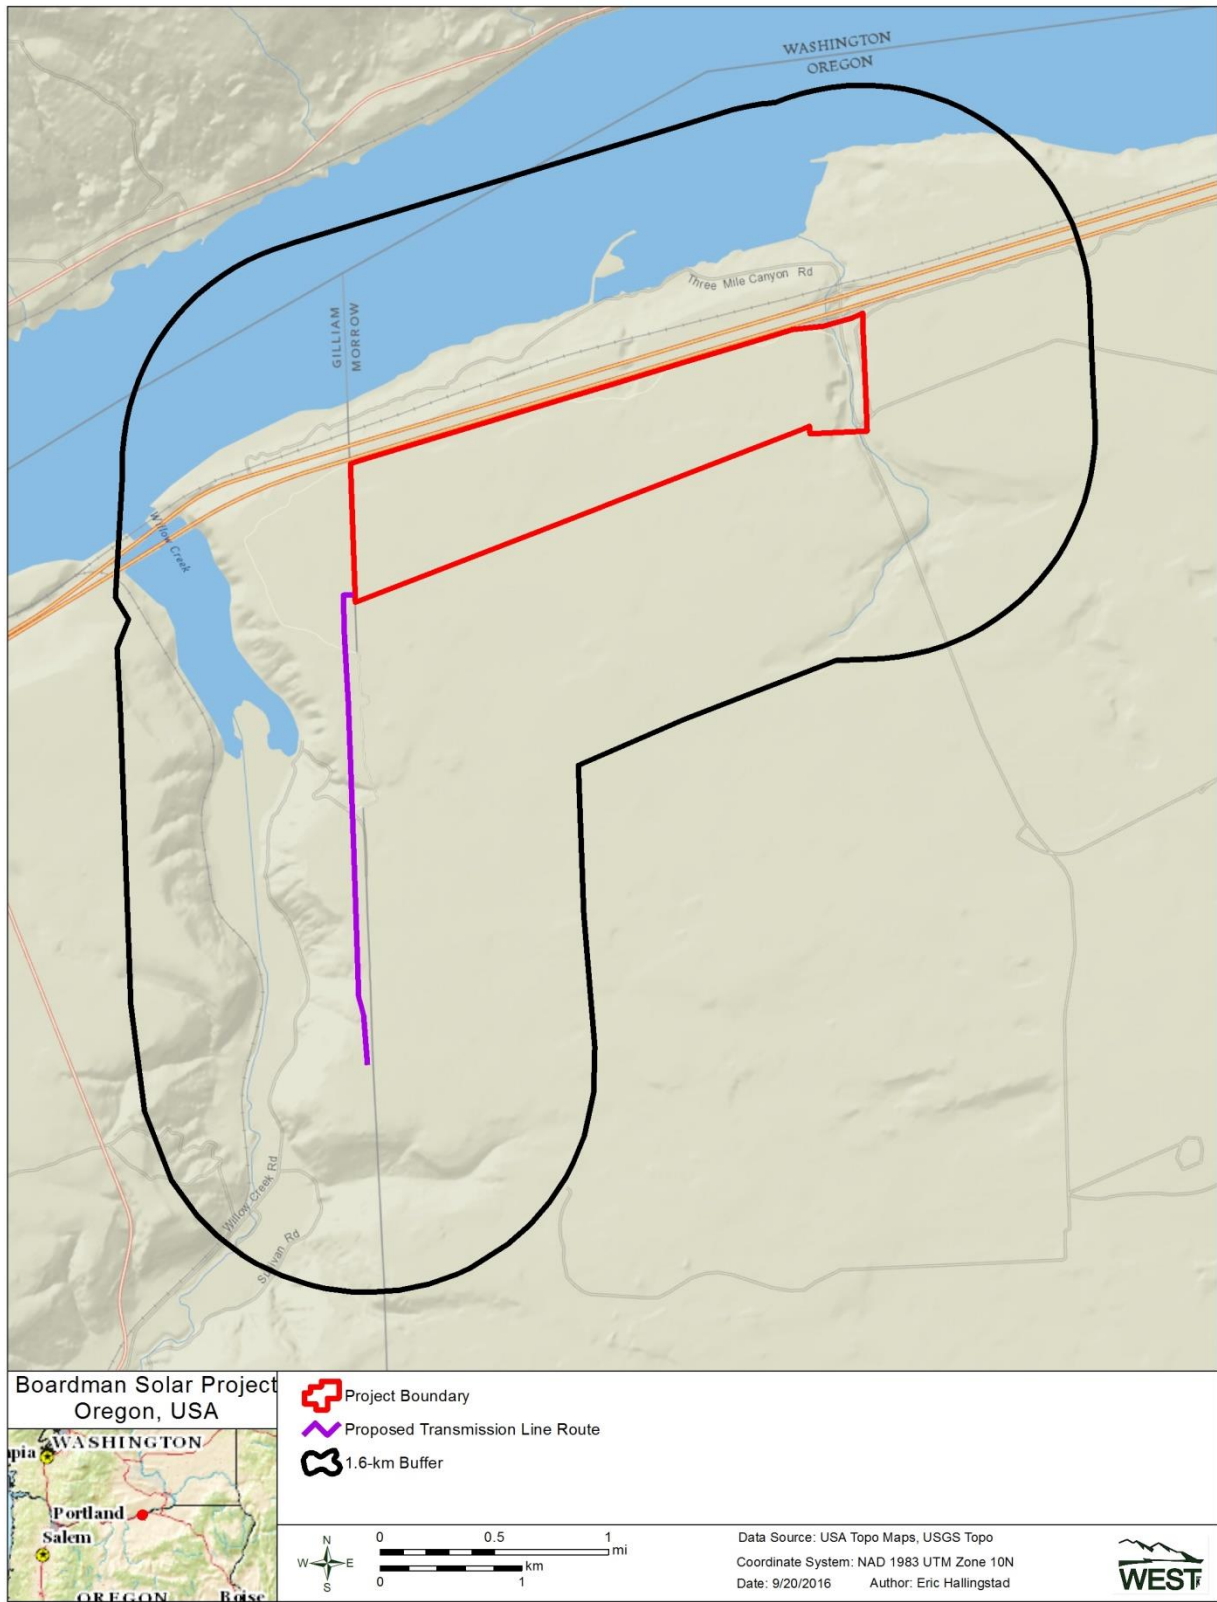 WASHINGTON
OREGON
Three Mile Canyon Rd
GILLIAM
MORROW
Willow Creek
Willow Creek Rd
Sullivan Rd
Boardman Solar Project
Oregon, USA
Project Boundary
Proposed Transmission Line Route
1.6-km Buffer
pia
WASHINGTON
Portland
Salem
OREGON
Boise
N
W
E
S
0
0.5
1
mi
km
0
1
Data Source: USA Topo Maps, USGS Topo
Coordinate System: NAD 1983 UTM Zone 10N
Date: 9/20/2016 Author: Eric Hallingstad
WEST